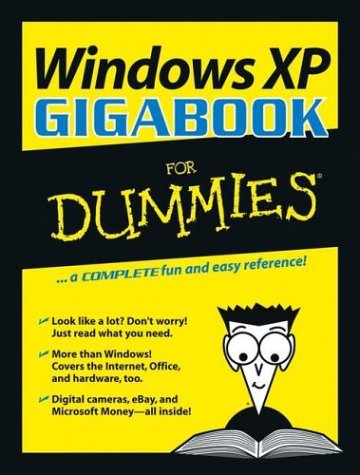 Windows XP
GIGABOOK
FOR
DUMMIES®
...a COMPLETE fun and easy reference!
✓ Look like a lot? Don't worry!
Just read what you need.
✓ More than Windows!
Covers the Internet, Office,
and hardware, too.
✓ Digital cameras, eBay, and
Microsoft Money—all inside!